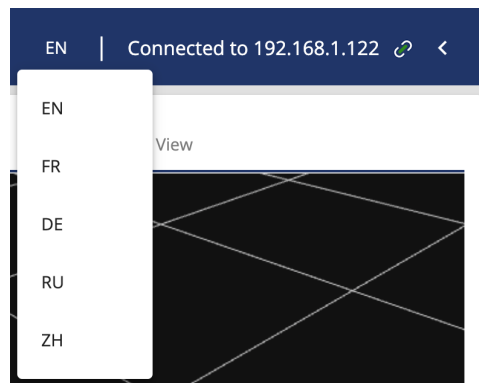 EN | Connected to 192.168.1.122
EN
View
FR
DE
RU
ZH